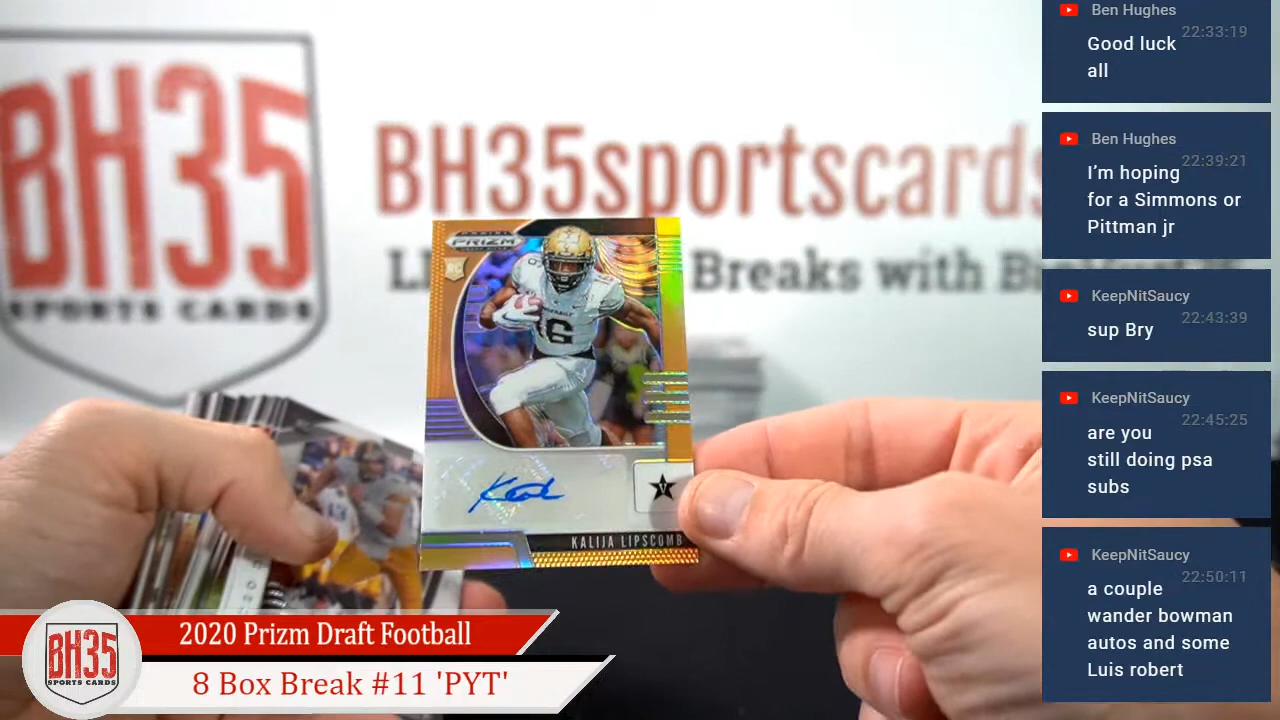 BH35
SPORTS CARDS
BH35sportscards
Breaks with
PANINI
PRIZM
RC
16
KALIJA LIPSCOMB
2020 Prizm Draft Football
8 Box Break #11 'PYT'
BH35
SPORTS CARDS
Ben Hughes
22:33:19
Good luck
all
Ben Hughes
22:39:21
I'm hoping
for a Simmons or
Pittman jr
KeepNitSaucy
22:43:39
sup Bry
KeepNitSaucy
22:45:25
are you
still doing psa
subs
KeepNitSaucy
22:50:11
a couple
wander bowman
autos and some
Luis robert